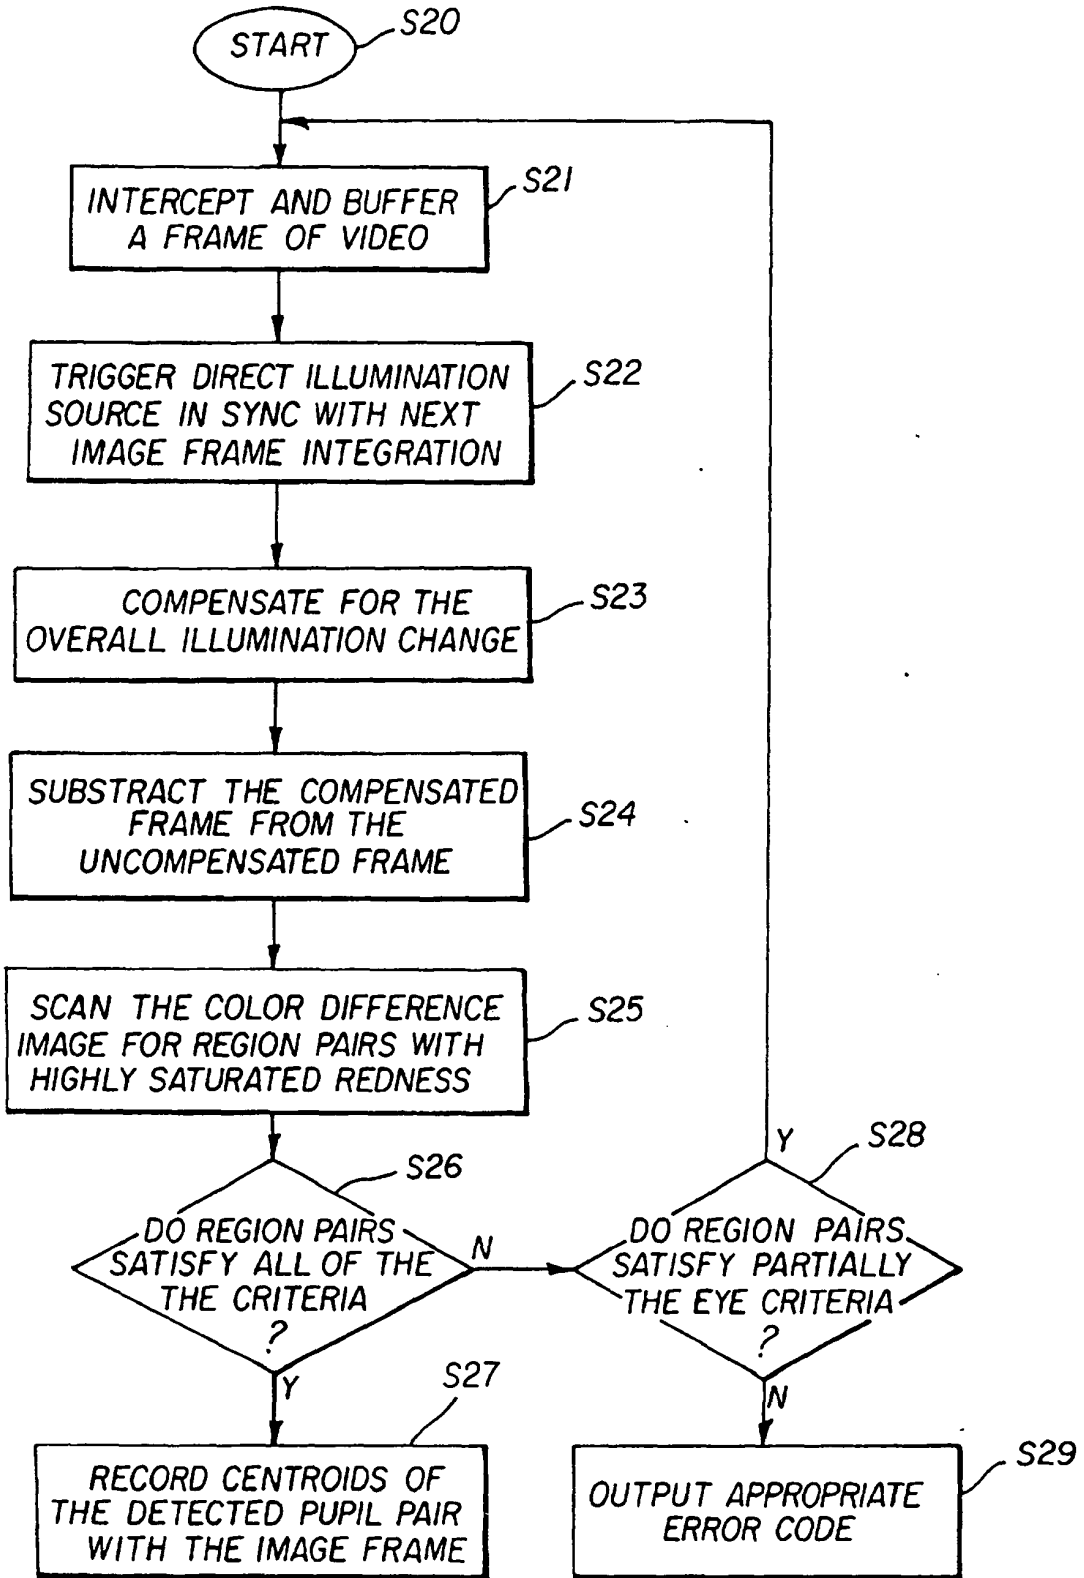 START
S20
S21
INTERCEPT AND BUFFER
A FRAME OF VIDEO
TRIGGER DIRECT ILLUMINATION
SOURCE IN SYNC WITH NEXT
IMAGE FRAME INTEGRATION
S22
COMPENSATE FOR THE
OVERALL ILLUMINATION CHANGE
S23
SUBSTRACT THE COMPENSATED
FRAME FROM THE
UNCOMPENSATED FRAME
S24
SCAN THE COLOR DIFFERENCE
IMAGE FOR REGION PAIRS WITH
HIGHLY SATURATED REDNESS
S25
S26
DO REGION PAIRS
SATISFY ALL OF THE
THE CRITERIA
?
N
Y
Y
S28
DO REGION PAIRS
SATISFY PARTIALLY
THE EYE CRITERIA
?
N
S27
RECORD CENTROIDS OF
THE DETECTED PUPIL PAIR
WITH THE IMAGE FRAME
S29
OUTPUT APPROPRIATE
ERROR CODE